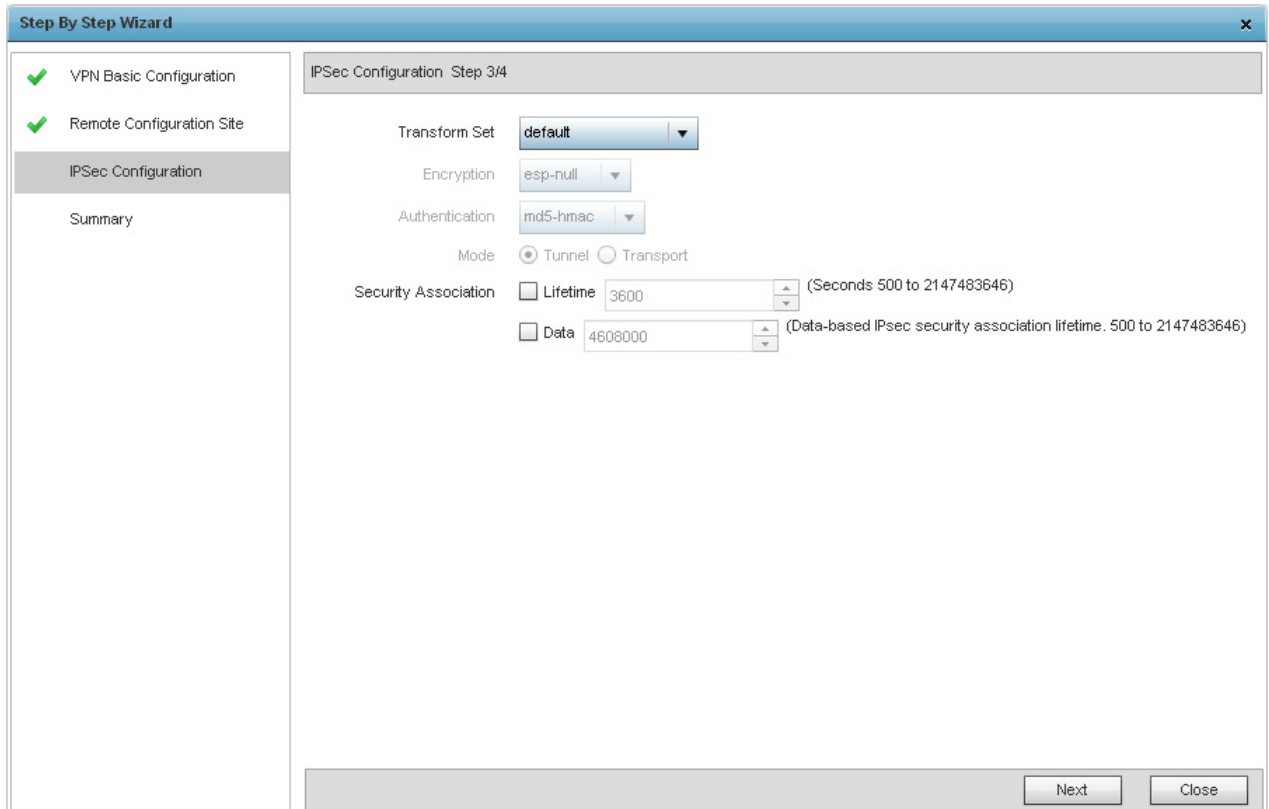 Step By Step Wizard
VPN Basic Configuration
Remote Configuration Site
IPSec Configuration
Summary
IPSec Configuration Step 3/4
Transform Set default
Encryption esp-null
Authentication md5-hmac
Mode Tunnel Transport
Security Association Lifetime 3600 (Seconds 500 to 2147483646)
Data 4608000 (Data-based IPsec security association lifetime. 500 to 2147483646)
Next Close